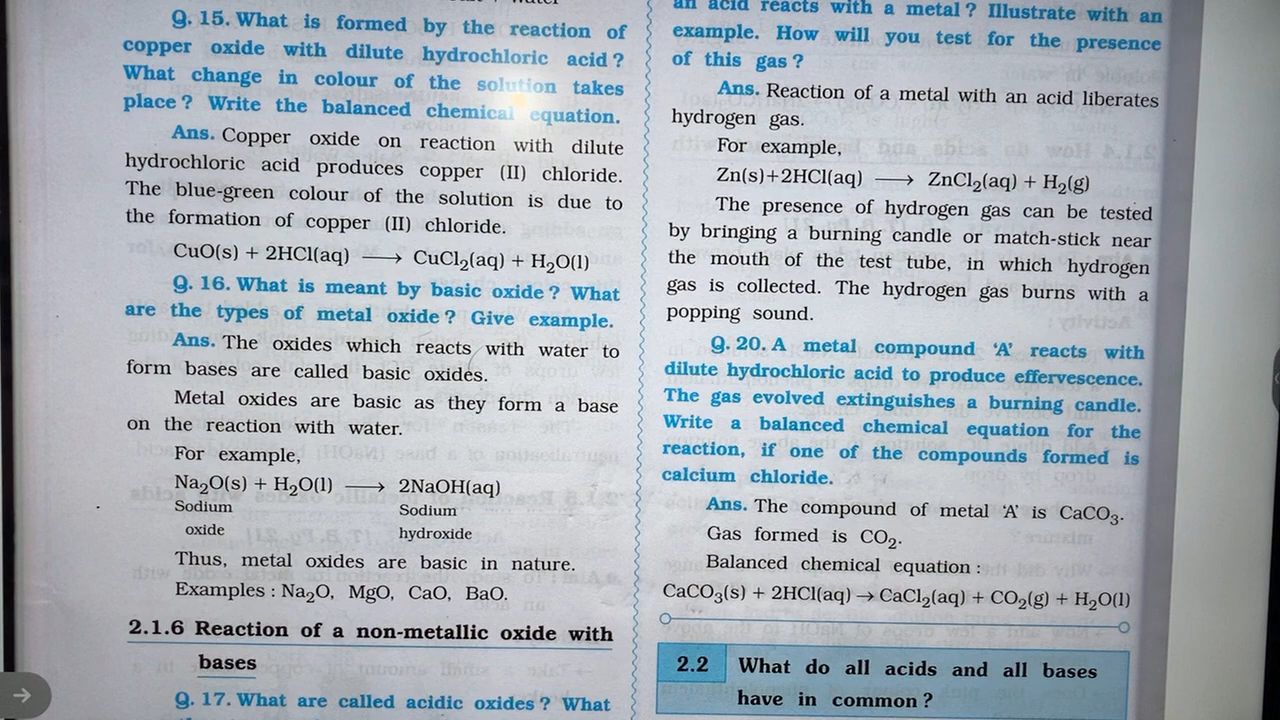 Q. 15. What is formed by the reaction of
copper oxide with dilute hydrochloric acid ?
What change in colour of the solution takes
place ? Write the balanced chemical equation.
Ans. Copper oxide on reaction with dilute
hydrochloric acid produces copper (II) chloride.
The blue-green colour of the solution is due to
the formation of copper (II) chloride.
CuO(s) + 2HCl(aq) ⟶ CuCl₂(aq) + H₂O(l)
Q. 16. What is meant by basic oxide ? What
are the types of metal oxide ? Give example.
Ans. The oxides which reacts with water to
form bases are called basic oxides.
Metal oxides are basic as they form a base
on the reaction with water.
For example,
Na₂O(s) + H₂O(l) ⟶ 2NaOH(aq)
Sodium Sodium
oxide hydroxide
Thus, metal oxides are basic in nature.
Examples : Na₂O, MgO, CaO, BaO.
2.1.6 Reaction of a non-metallic oxide with
bases
Q. 17. What are called acidic oxides ? What
an acid reacts with a metal ? Illustrate with an
example. How will you test for the presence
of this gas ?
Ans. Reaction of a metal with an acid liberates
hydrogen gas.
For example,
Zn(s)+2HCl(aq) ⟶ ZnCl₂(aq) + H₂(g)
The presence of hydrogen gas can be tested
by bringing a burning candle or match-stick near
the mouth of the test tube, in which hydrogen
gas is collected. The hydrogen gas burns with a
popping sound.
Q. 20. A metal compound ‘A’ reacts with
dilute hydrochloric acid to produce effervescence.
The gas evolved extinguishes a burning candle.
Write a balanced chemical equation for the
reaction, if one of the compounds formed is
calcium chloride.
Ans. The compound of metal ‘A’ is CaCO₃.
Gas formed is CO₂.
Balanced chemical equation :
CaCO₃(s) + 2HCl(aq) → CaCl₂(aq) + CO₂(g) + H₂O(l)
2.2 What do all acids and all bases
have in common ?